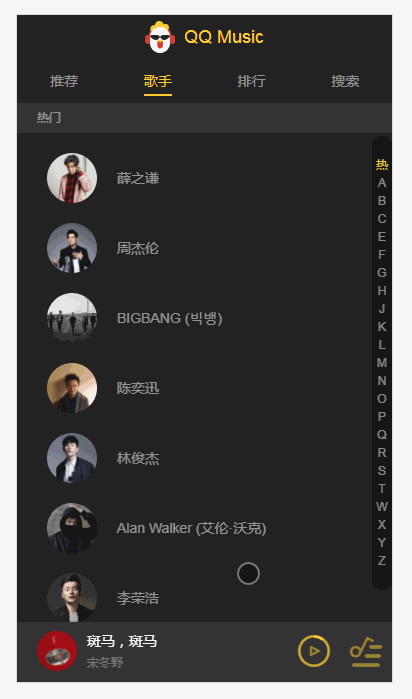 QQ Music
推荐 歌手 排行 搜索
热门
薛之谦
周杰伦
BIGBANG (빅뱅)
陈奕迅
林俊杰
Alan Walker (艾伦·沃克)
李荣浩
热
A
B
C
E
F
G
H
J
K
L
M
N
O
P
Q
R
S
T
W
X
Y
Z
斑马，斑马
宋冬野